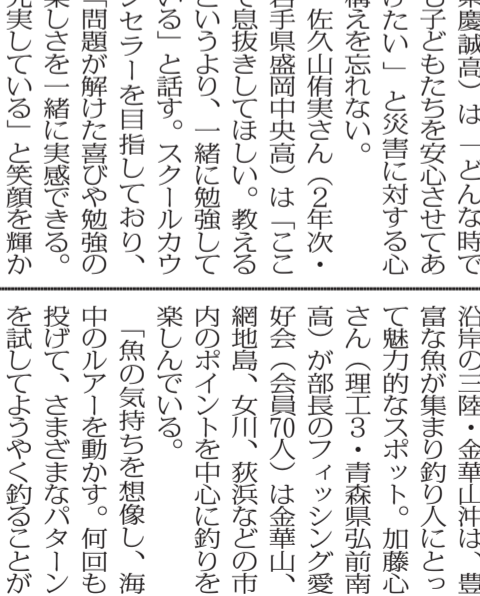 慶誠高）は「どんな時で
も子どもたちを安心させてあ
けたい」と災害に対する心
構えを忘れない。
佐久山侑実さん（２年次・
岩手県盛岡中央高）は「ここ
で息抜きしてほしい。教える
というより、一緒に勉強して
いる」と話す。スクールカウ
ンセラーを目指しており、
「問題が解けた喜びや勉強の
楽しさを一緒に実感できる。
充実している」と笑顔を輝か
沿岸の三陸・金華山沖は、豊
富な魚が集まり釣り人にとっ
て魅力的なスポット。加藤心
さん（理工３・青森県弘前南
高）が部長のフィッシング愛
好会（会員70人）は金華山、
網地島、女川、荻浜などの市
内のポイントを中心に釣りを
楽しんでいる。
「魚の気持ちを想像し、海
中のルアーを動かす。何回も
投げて、さまざまなパターン
を試してようやく釣ることが